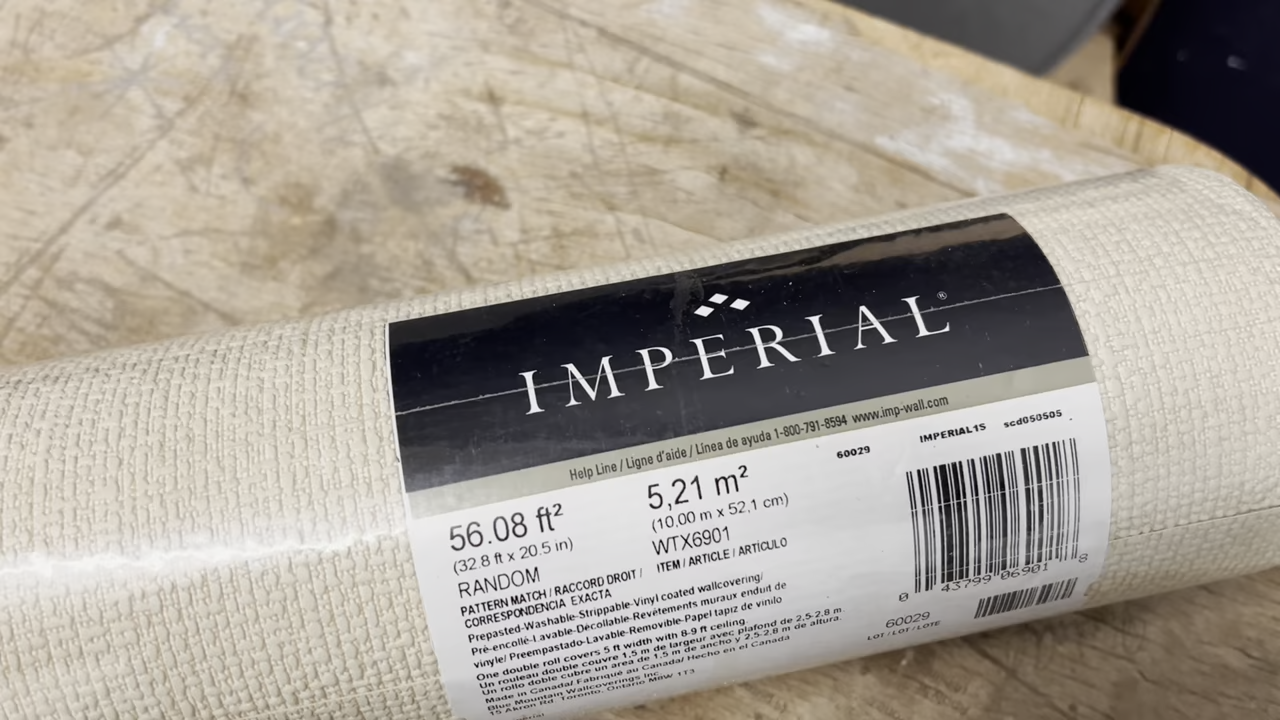 IMPERIAL®
Help Line / Ligne d'aide / Linea de ayuda 1-800-791-8594 www.imp-wall.com
60029
IMPERIAL1S scd050505
56.08 ft²
(32.8 ft x 20.5 in)
RANDOM
PATTERN MATCH / RACCORD DROIT /
CORRESPONDENCIA EXACTA
5,21 m²
(10,00 m x 52,1 cm)
WTX6901
ITEM / ARTICLE / ARTÍCULO
Prepasted-Washable-Strippable-Vinyl coated wallcovering/
Pré-encollé-Lavable-Décollable-Revêtements muraux enduit de
vinyle/ Preempastado-Lavable-Removible-Papel tapiz de vinilo
One double roll covers 5 ft width with 8-9 ft ceiling.
Un rouleau double couvre 1,5 m de largeur avec plafond de 2,5-2,8 m.
Un rollo doble cubre un area de 1.5 m de ancho y 2.5-2.8 m de altura.
Made in Canada/ Fabriqué au Canada/ Hecho en el Canada
Blue Mountain Wallcoverings Inc.
15 Akron Rd. Toronto, Ontario M8W 1T3
0 43799 06901 8
60029
LOT / LOT / LOTE